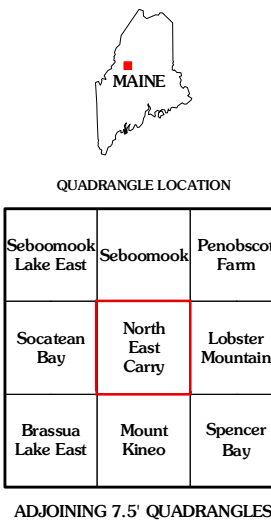 MAINE
QUADRANGLE LOCATION
Seboomook Lake East
Seboomook
Penobscot Farm
Socatean Bay
North East Carry
Lobster Mountain
Brassua Lake East
Mount Kineo
Spencer Bay
ADJOINING 7.5' QUADRANGLES